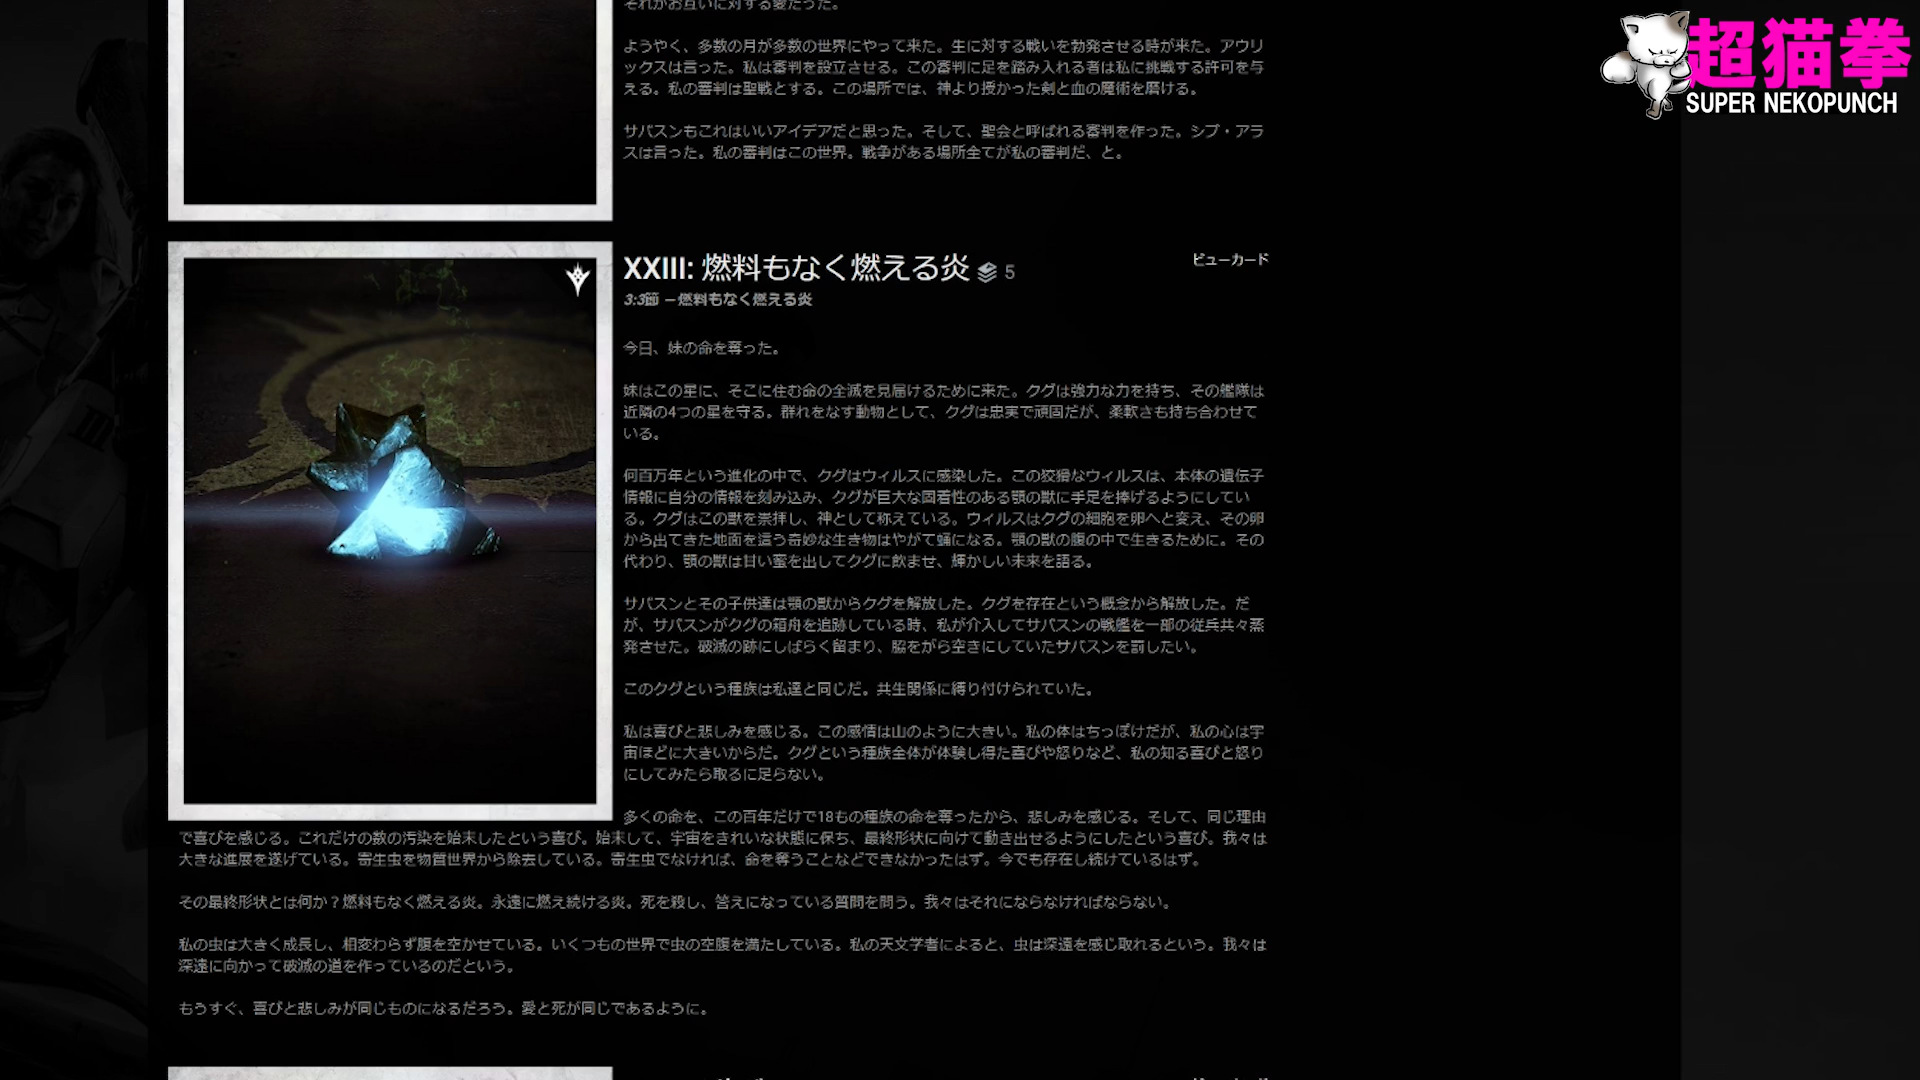 それがお互いに対する愛だった。
ようやく、多数の月が多数の世界にやって来た。生に対する戦いを勃発させる時が来た。アウリ
ックスは言った。私は審判を設立させる。この審判に足を踏み入れる者は私に挑戦する許可を与
える。私の審判は聖戦とする。この場所では、神より授かった剣と血の魔術を磨ける。
サバスンもこれはいいアイデアだと思った。そして、聖会と呼ばれる審判を作った。シブ・アラ
スは言った。私の審判はこの世界。戦争がある場所全てが私の審判だ、と。
超猫拳
SUPER NEKOPUNCH
XXIII: 燃料もなく燃える炎 5
ビューカード
3:3節 — 燃料もなく燃える炎
今日、妹の命を奪った。
妹はこの星に、そこに住む命の全滅を見届けるために来た。クグは強力な力を持ち、その艦隊は
近隣の4つの星を守る。群れをなす動物として、クグは忠実で頑固だが、柔軟さも持ち合わせて
いる。
何百万年という進化の中で、クグはウィルスに感染した。この狡猾なウィルスは、本体の遺伝子
情報に自分の情報を刻み込み、クグが巨大な固着性のある顎の獣に手足を捧げるようにしてい
る。クグはこの獣を崇拝し、神として称えている。ウィルスはクグの細胞を卵へと変え、その卵
から出てきた地面を這う奇妙な生き物はやがて蛹になる。顎の獣の腹の中で生きるために。その
代わり、顎の獣は甘い蜜を出してクグに飲ませ、輝かしい未来を語る。
サバスンとその子供達は顎の獣からクグを解放した。クグを存在という概念から解放した。だ
が、サバスンがクグの箱舟を追跡している時、私が介入してサバスンの戦艦を一部の従兵共々蒸
発させた。破滅の跡にしばらく留まり、脇をがら空きにしていたサバスンを罰したい。
このクグという種族は私達と同じだ。共生関係に縛り付けられていた。
私は喜びと悲しみを感じる。この感情は山のように大きい。私の体はちっぽけだが、私の心は宇
宙ほどに大きいからだ。クグという種族全体が体験し得た喜びや怒りなど、私の知る喜びと怒り
にしてみたら取るに足らない。
多くの命を、この百年だけで18もの種族の命を奪ったから、悲しみを感じる。そして、同じ理由
で喜びを感じる。これだけの数の汚染を始末したという喜び。始末して、宇宙をきれいな状態に保ち、最終形状に向けて動き出せるようにしたという喜び。我々は
大きな進展を遂げている。寄生虫を物質世界から除去している。寄生虫でなければ、命を奪うことなどできなかったはず。今でも存在し続けているはず。
その最終形状とは何か？燃料もなく燃える炎。永遠に燃え続ける炎。死を殺し、答えになっている質問を問う。我々はそれにならなければならない。
私の虫は大きく成長し、相変わらず腹を空かせている。いくつもの世界で虫の空腹を満たしている。私の天文学者によると、虫は深遠を感じ取れるという。我々は
深遠に向かって破滅の道を作っているのだという。
もうすぐ、喜びと悲しみが同じものになるだろう。愛と死が同じであるように。